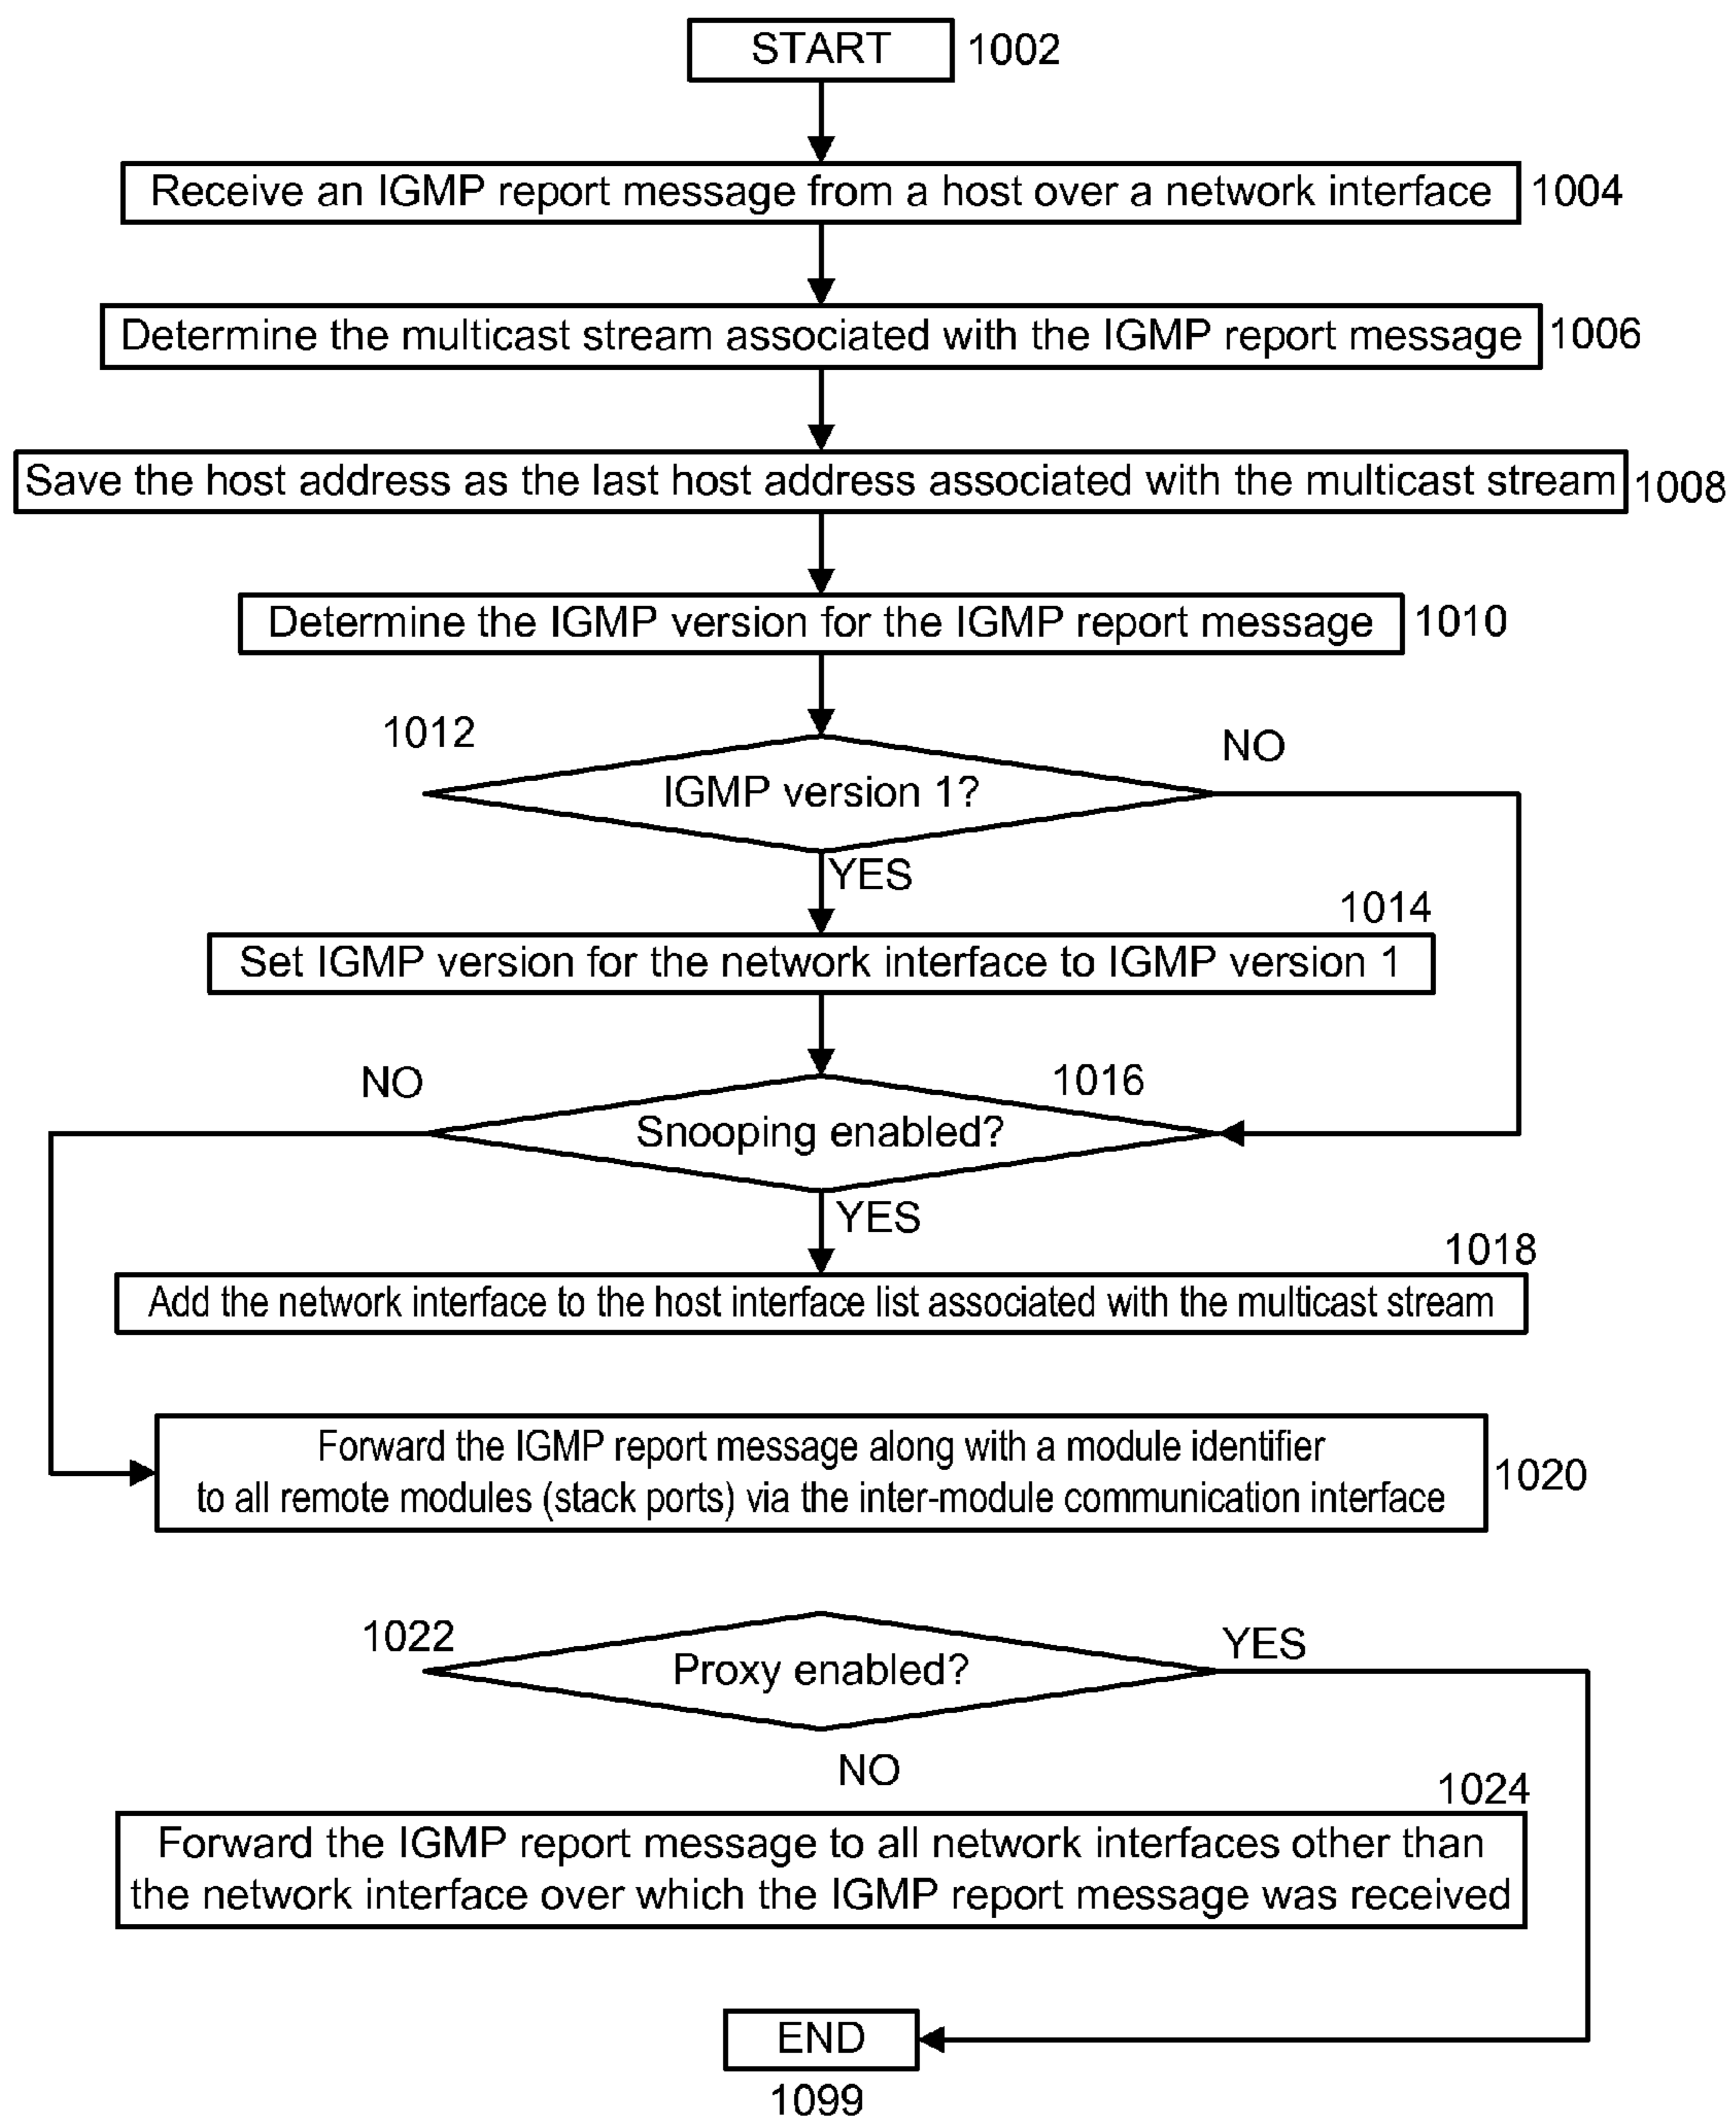 START 1002
Receive an IGMP report message from a host over a network interface 1004
Determine the multicast stream associated with the IGMP report message 1006
Save the host address as the last host address associated with the multicast stream 1008
Determine the IGMP version for the IGMP report message 1010
1012
NO
IGMP version 1?
YES
1014
Set IGMP version for the network interface to IGMP version 1
NO
1016
Snooping enabled?
YES
1018
Add the network interface to the host interface list associated with the multicast stream
Forward the IGMP report message along with a module identifier
to all remote modules (stack ports) via the inter-module communication interface
1020
1022
YES
Proxy enabled?
NO
1024
Forward the IGMP report message to all network interfaces other than
the network interface over which the IGMP report message was received
END
1099